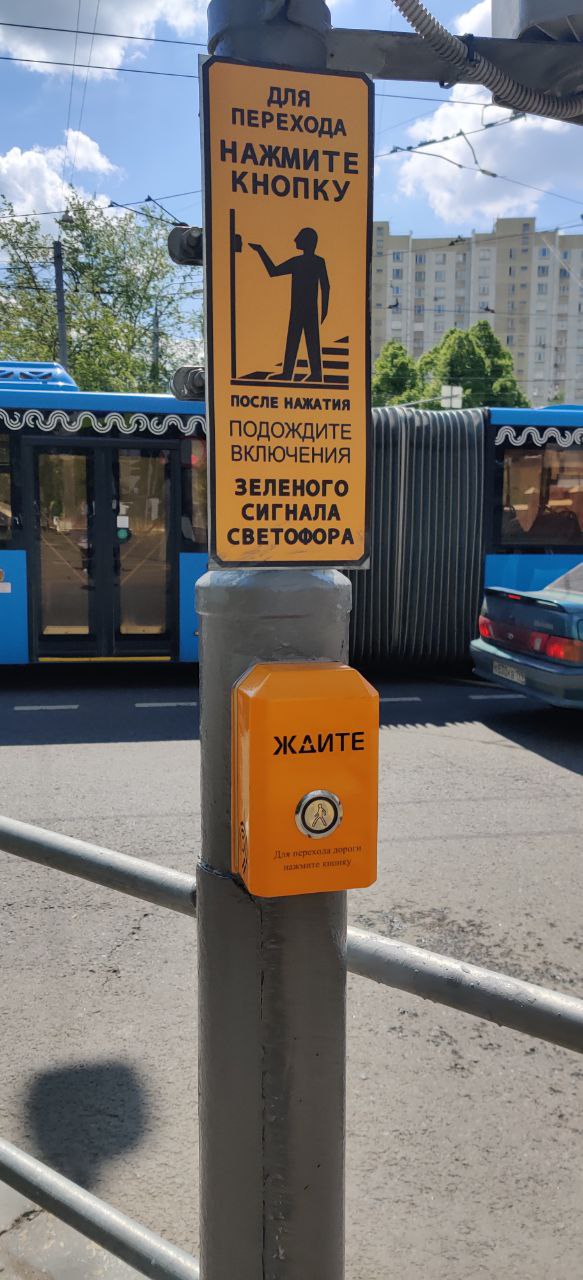 ДЛЯ
ПЕРЕХОДА
НАЖМИТЕ
КНОПКУ
ПОСЛЕ НАЖАТИЯ
ПОДОЖДИТЕ
ВКЛЮЧЕНИЯ
ЗЕЛЕНОГО
СИГНАЛА
СВЕТОФОРА
ЖДИТЕ
Для перехода дороги
нажмите кнопку